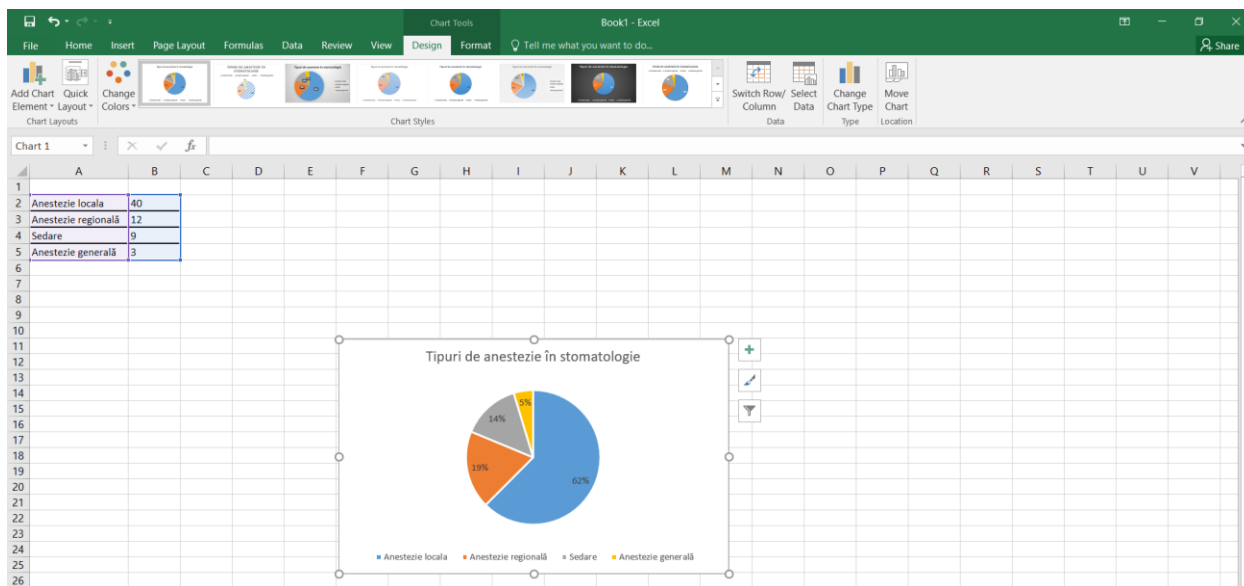 Chart Tools Book1 - Excel
File Home Insert Page Layout Formulas Data Review View Design Format Tell me what you want to do... Share
Add Chart Element Quick Layout Change Colors Switch Row/ Column Select Data Change Chart Type Move Chart
Chart Layouts Chart Styles Data Type Location
Chart 1 fx
A B C D E F G H I J K L M N O P Q R S T U V
1
2 Anestezie locala 40
3 Anestezie regională 12
4 Sedare 9
5 Anestezie generală 3
6
7
8
9
10
11
12
13
14
15
16
17
18
19
20
21
22
23
24
25
26
Tipuri de anestezie în stomatologie
5%
14%
19%
62%
Anestezie locala Anestezie regională Sedare Anestezie generală